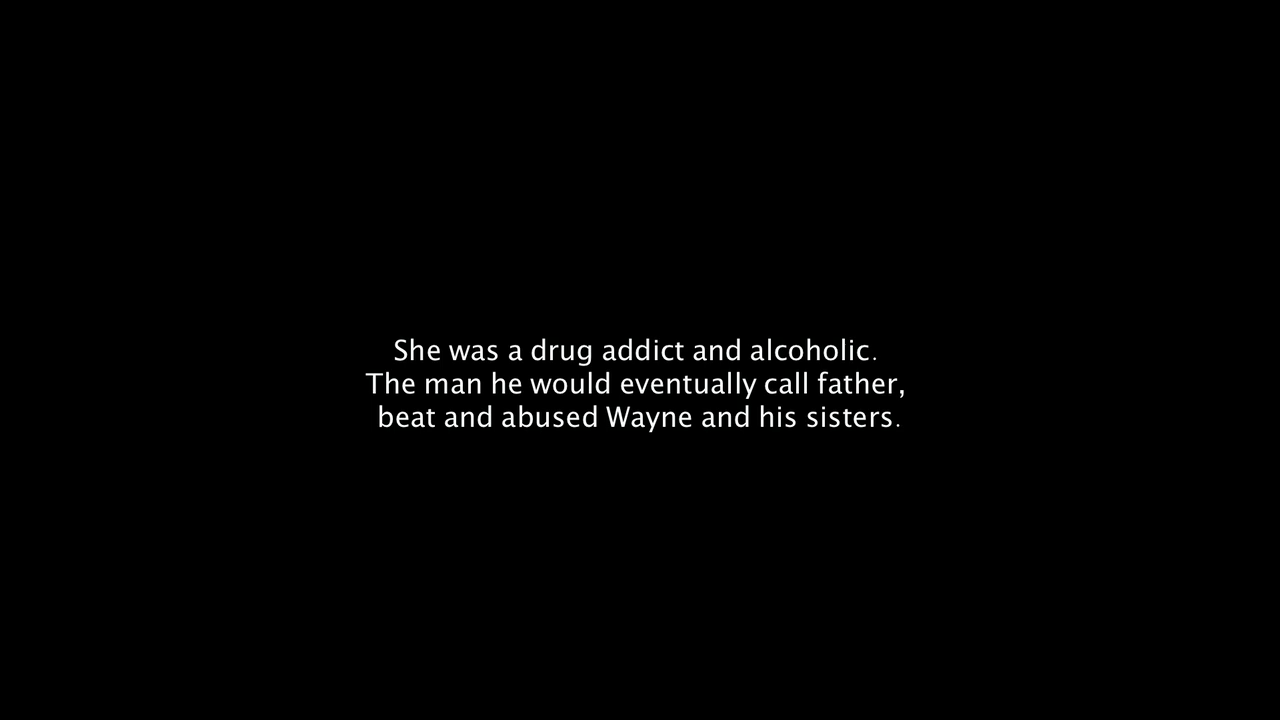 She was a drug addict and alcoholic.
The man he would eventually call father,
beat and abused Wayne and his sisters.